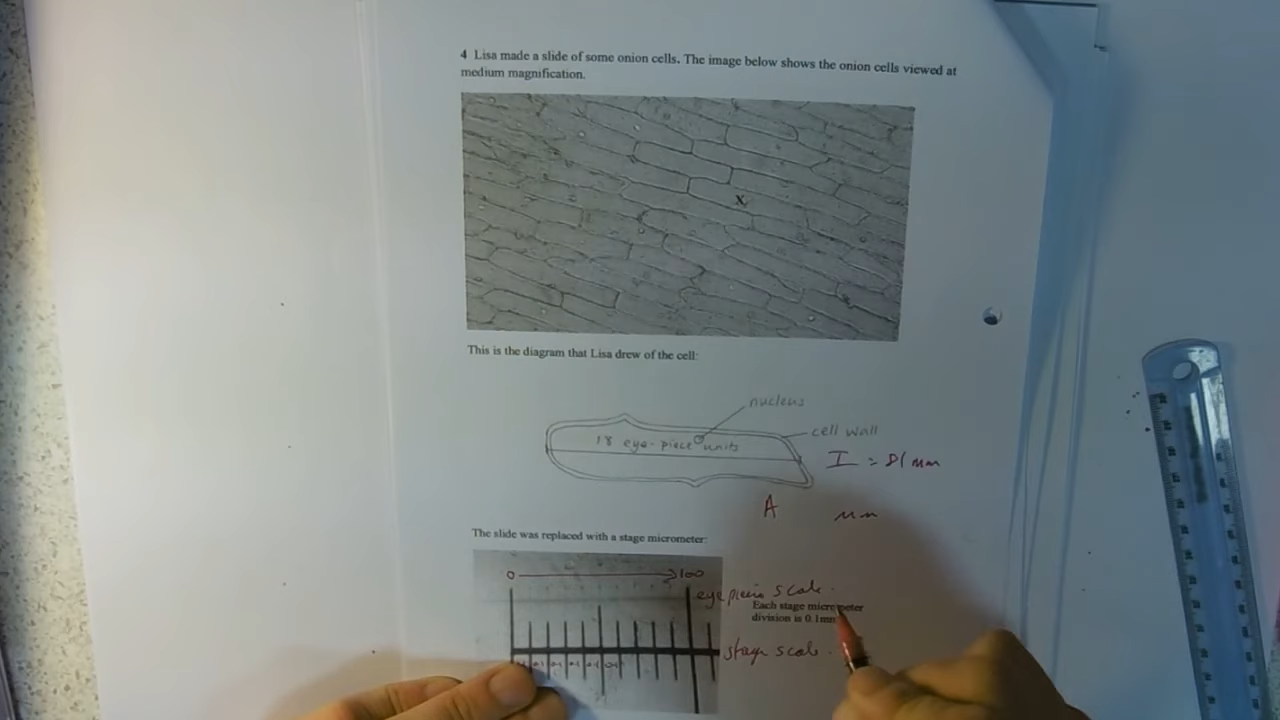 4 Lisa made a slide of some onion cells. The image below shows the onion cells viewed at
medium magnification.
X
This is the diagram that Lisa drew of the cell:
nucleus
cell wall
18 eye-piece units
I = 81mm
A mm
The slide was replaced with a stage micrometer:
0 100
eyepiece scale.
Each stage micrometer
division is 0.1mm
stage scale.